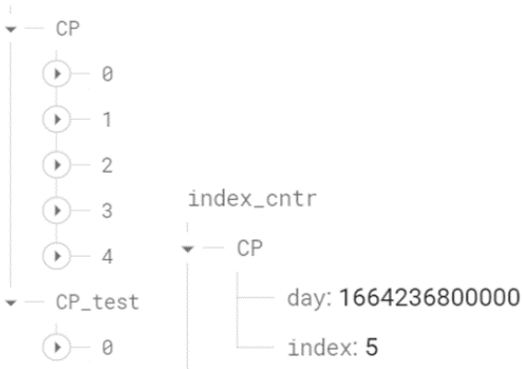 CP
0
1
2
3
4
CP_test
0
index_cntr
CP
day: 1664236800000
index: 5